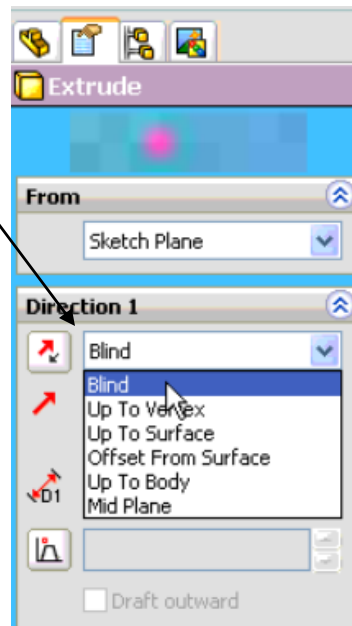 Extrude
From
Sketch Plane
Direction 1
Blind
Blind
Up To Vertex
Up To Surface
Offset From Surface
Up To Body
Mid Plane
D1
Draft outward